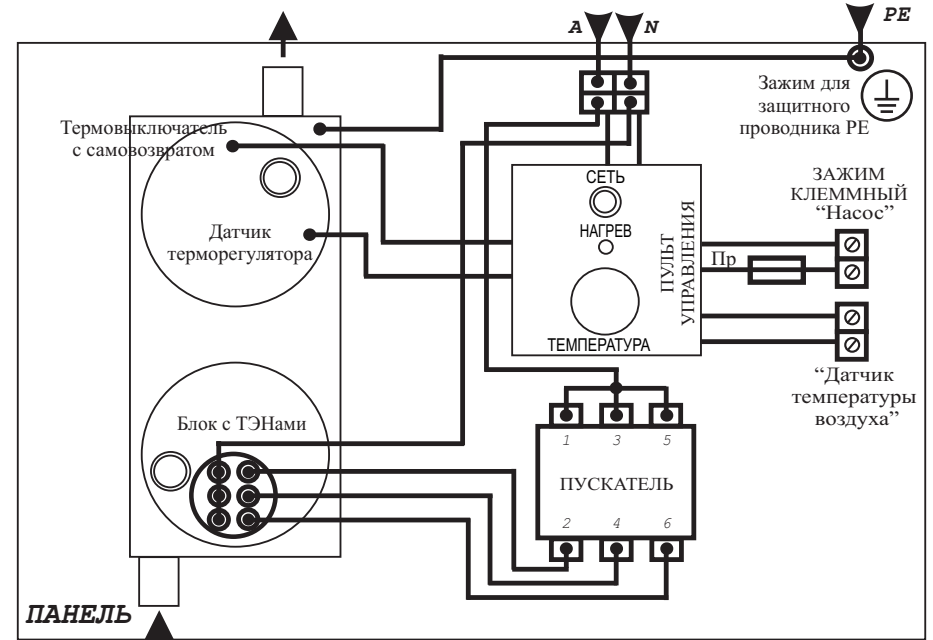 A N PE
Зажим для
защитного
проводника PE
Термовыключатель
с самовозвратом
Датчик
терморегулятора
СЕТЬ
НАГРЕВ
ТЕМПЕРАТУРА
ПУЛЬТ
УПРАВЛЕНИЯ
ЗАЖИМ
КЛЕММНЫЙ
“Насос”
Пр
“Датчик
температуры
воздуха”
Блок с ТЭНами
1 3 5
ПУСКАТЕЛЬ
2 4 6
ПАНЕЛЬ